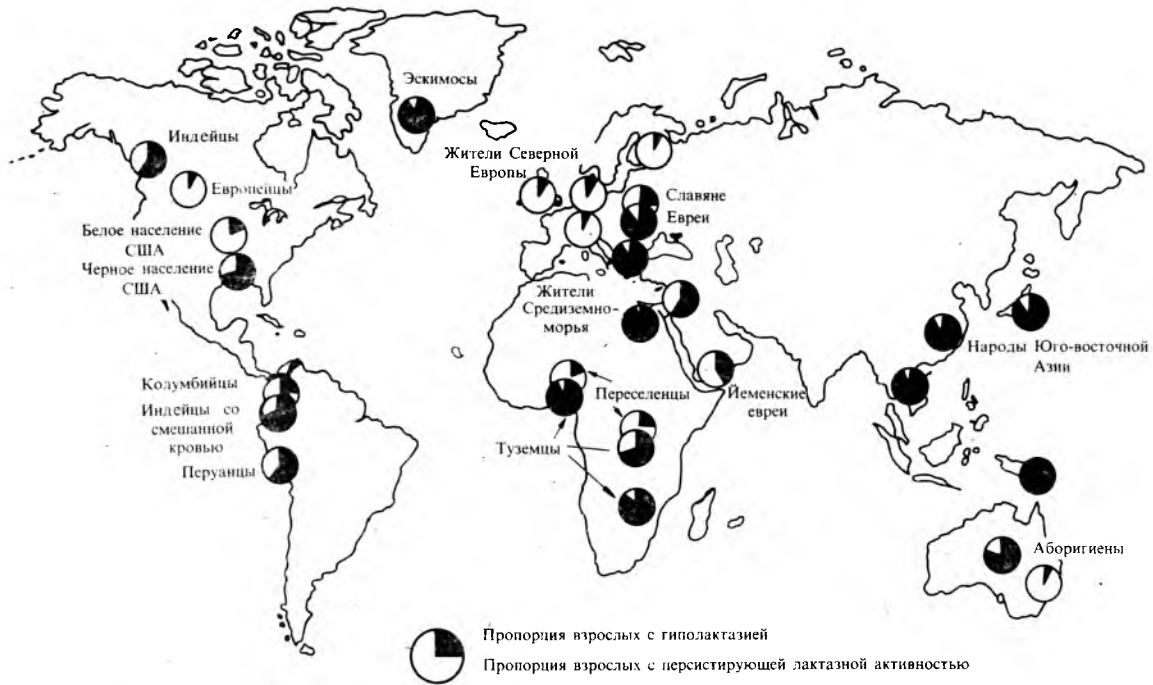 Эскимосы
Индейцы
Жители Северной
Европы
Европейцы
Славяне
Евреи
Белое население
США
Черное население
США
Жители
Средиземно-
морья
Народы Юго-восточной
Азии
Колумбийцы
Переселенцы
Йеменские
евреи
Индейцы со
смешанной
кровью
Туземцы
Перуанцы
Аборигиены
Пропорция взрослых с гиполактазией
Пропорция взрослых с персистирующей лактазной активностью